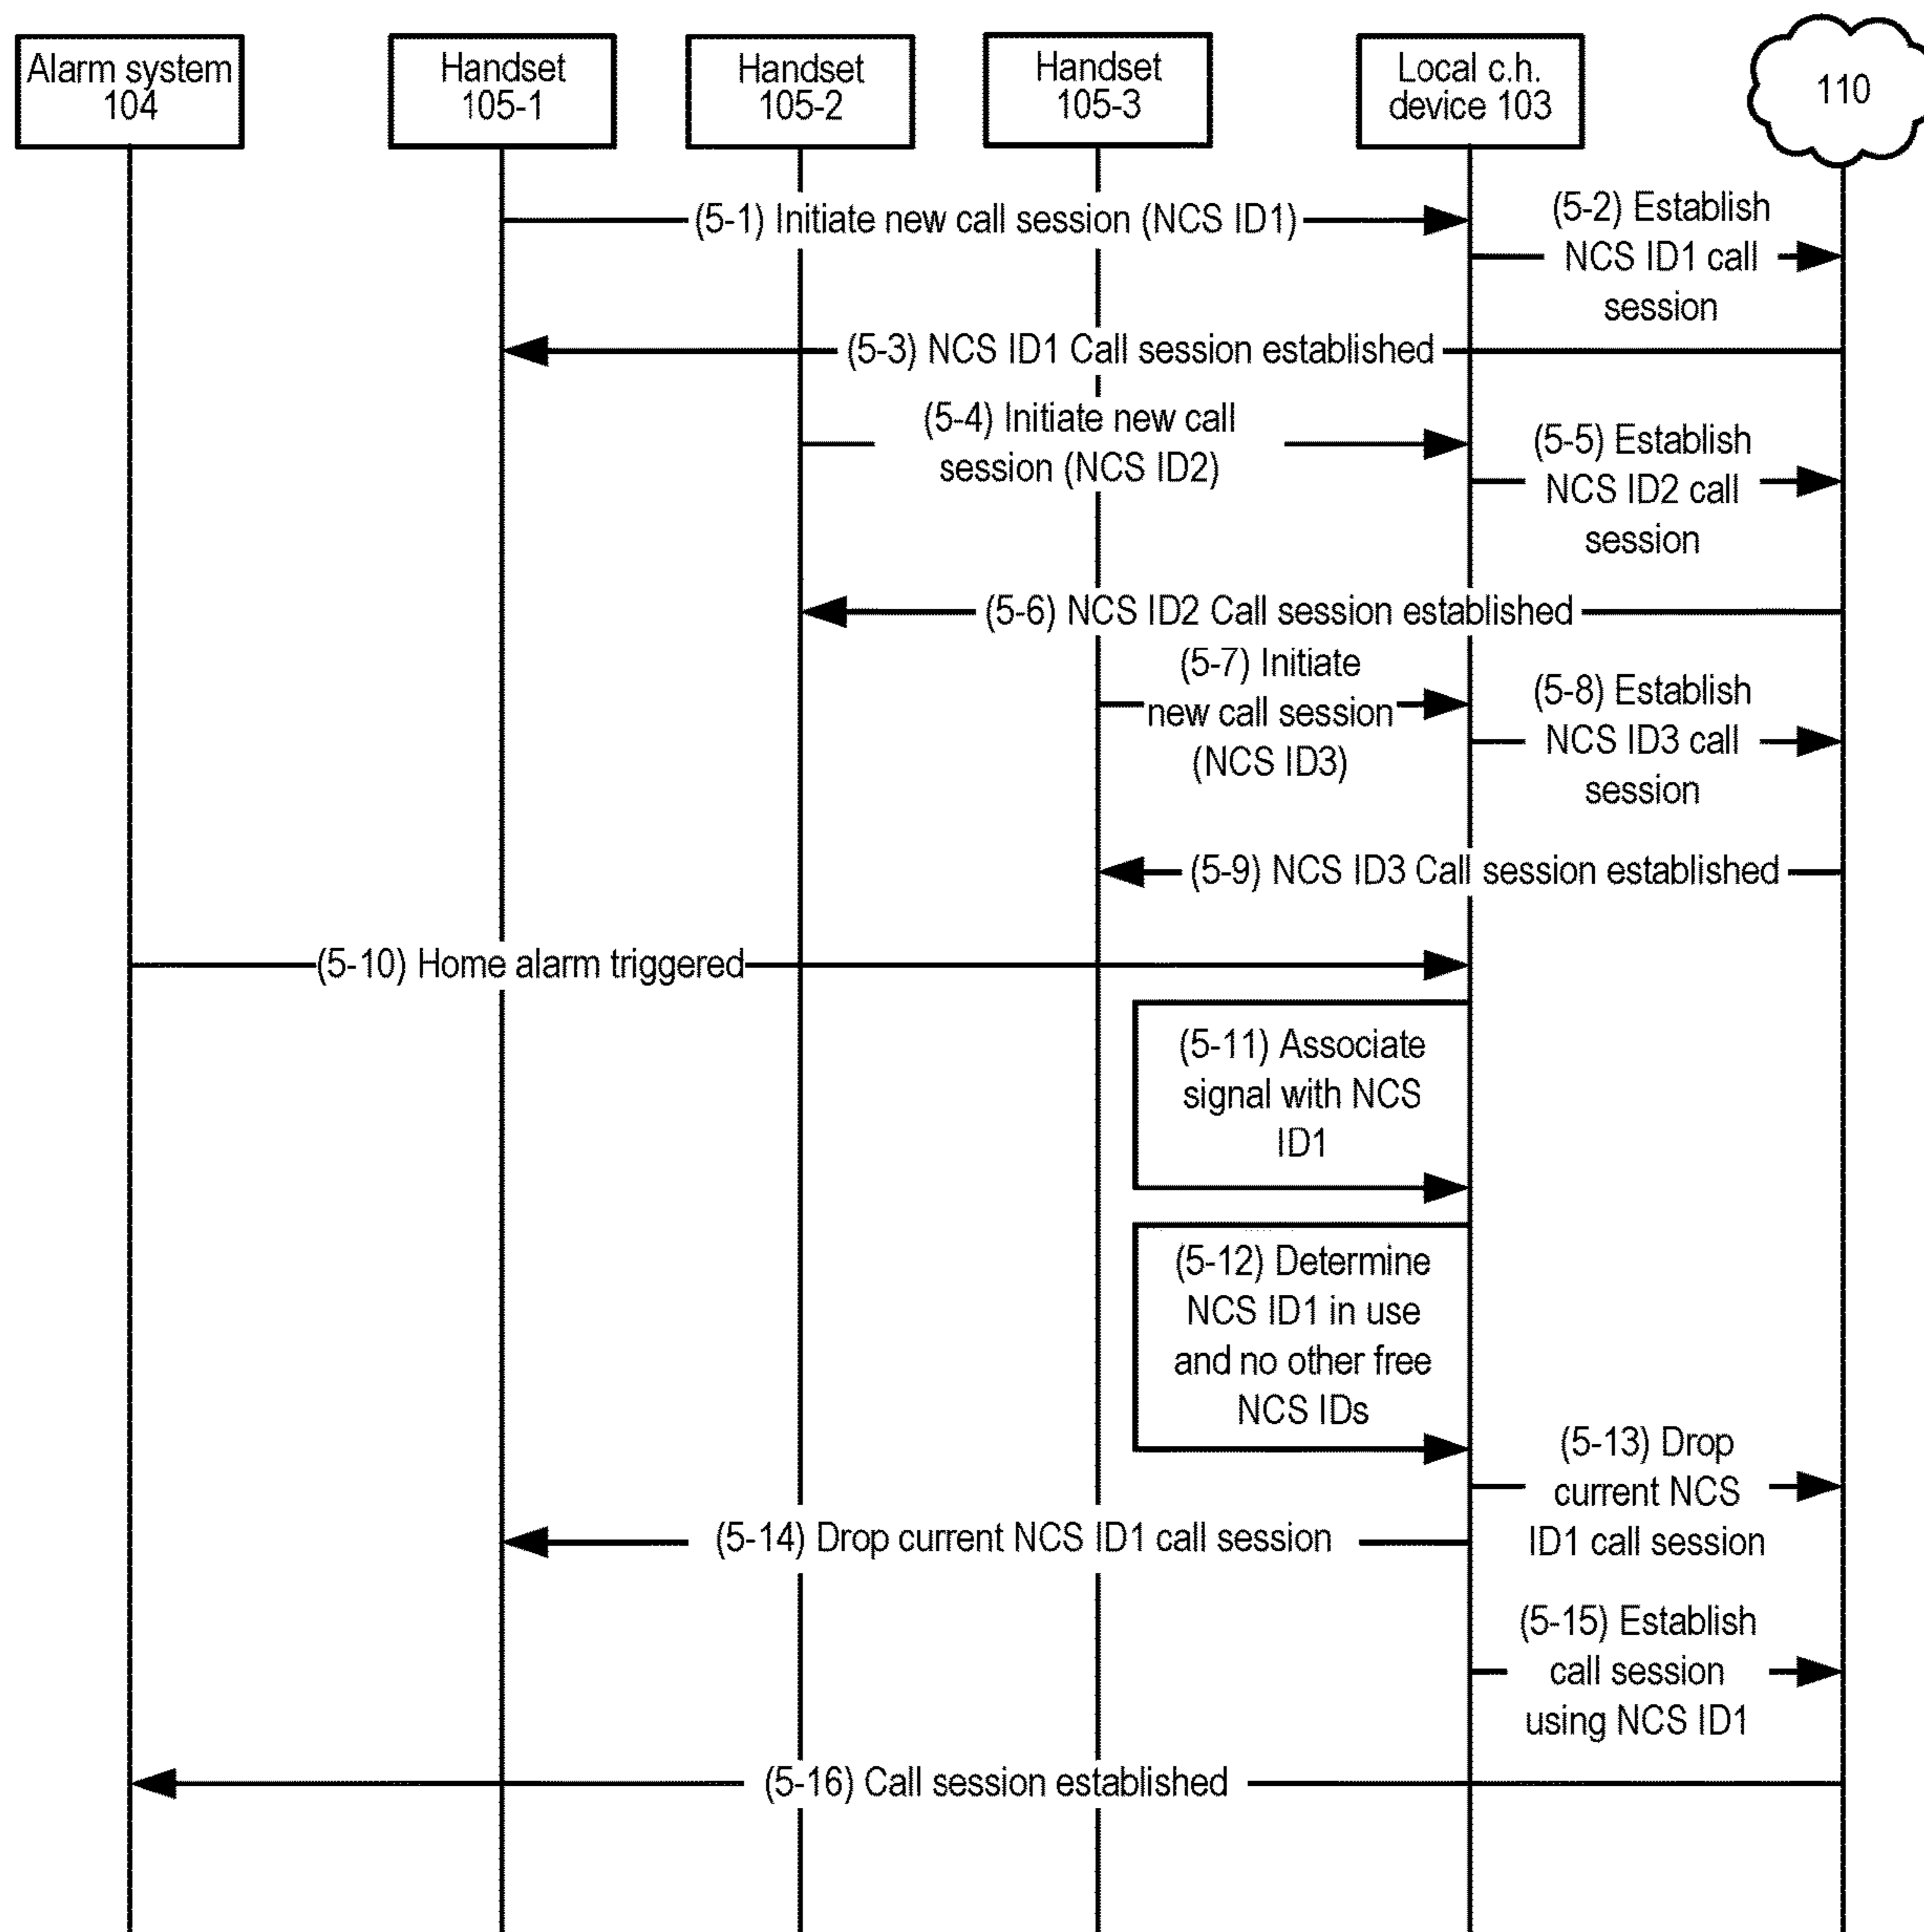 Alarm system
104
Handset
105-1
Handset
105-2
Handset
105-3
Local c.h.
device 103
110
(5-1) Initiate new call session (NCS ID1)
(5-2) Establish
NCS ID1 call
session
(5-3) NCS ID1 Call session established
(5-4) Initiate new call
session (NCS ID2)
(5-5) Establish
NCS ID2 call
session
(5-6) NCS ID2 Call session established
(5-7) Initiate
new call session
(NCS ID3)
(5-8) Establish
NCS ID3 call
session
(5-9) NCS ID3 Call session established
(5-10) Home alarm triggered
(5-11) Associate
signal with NCS
ID1
(5-12) Determine
NCS ID1 in use
and no other free
NCS IDs
(5-13) Drop
current NCS
ID1 call session
(5-14) Drop current NCS ID1 call session
(5-15) Establish
call session
using NCS ID1
(5-16) Call session established